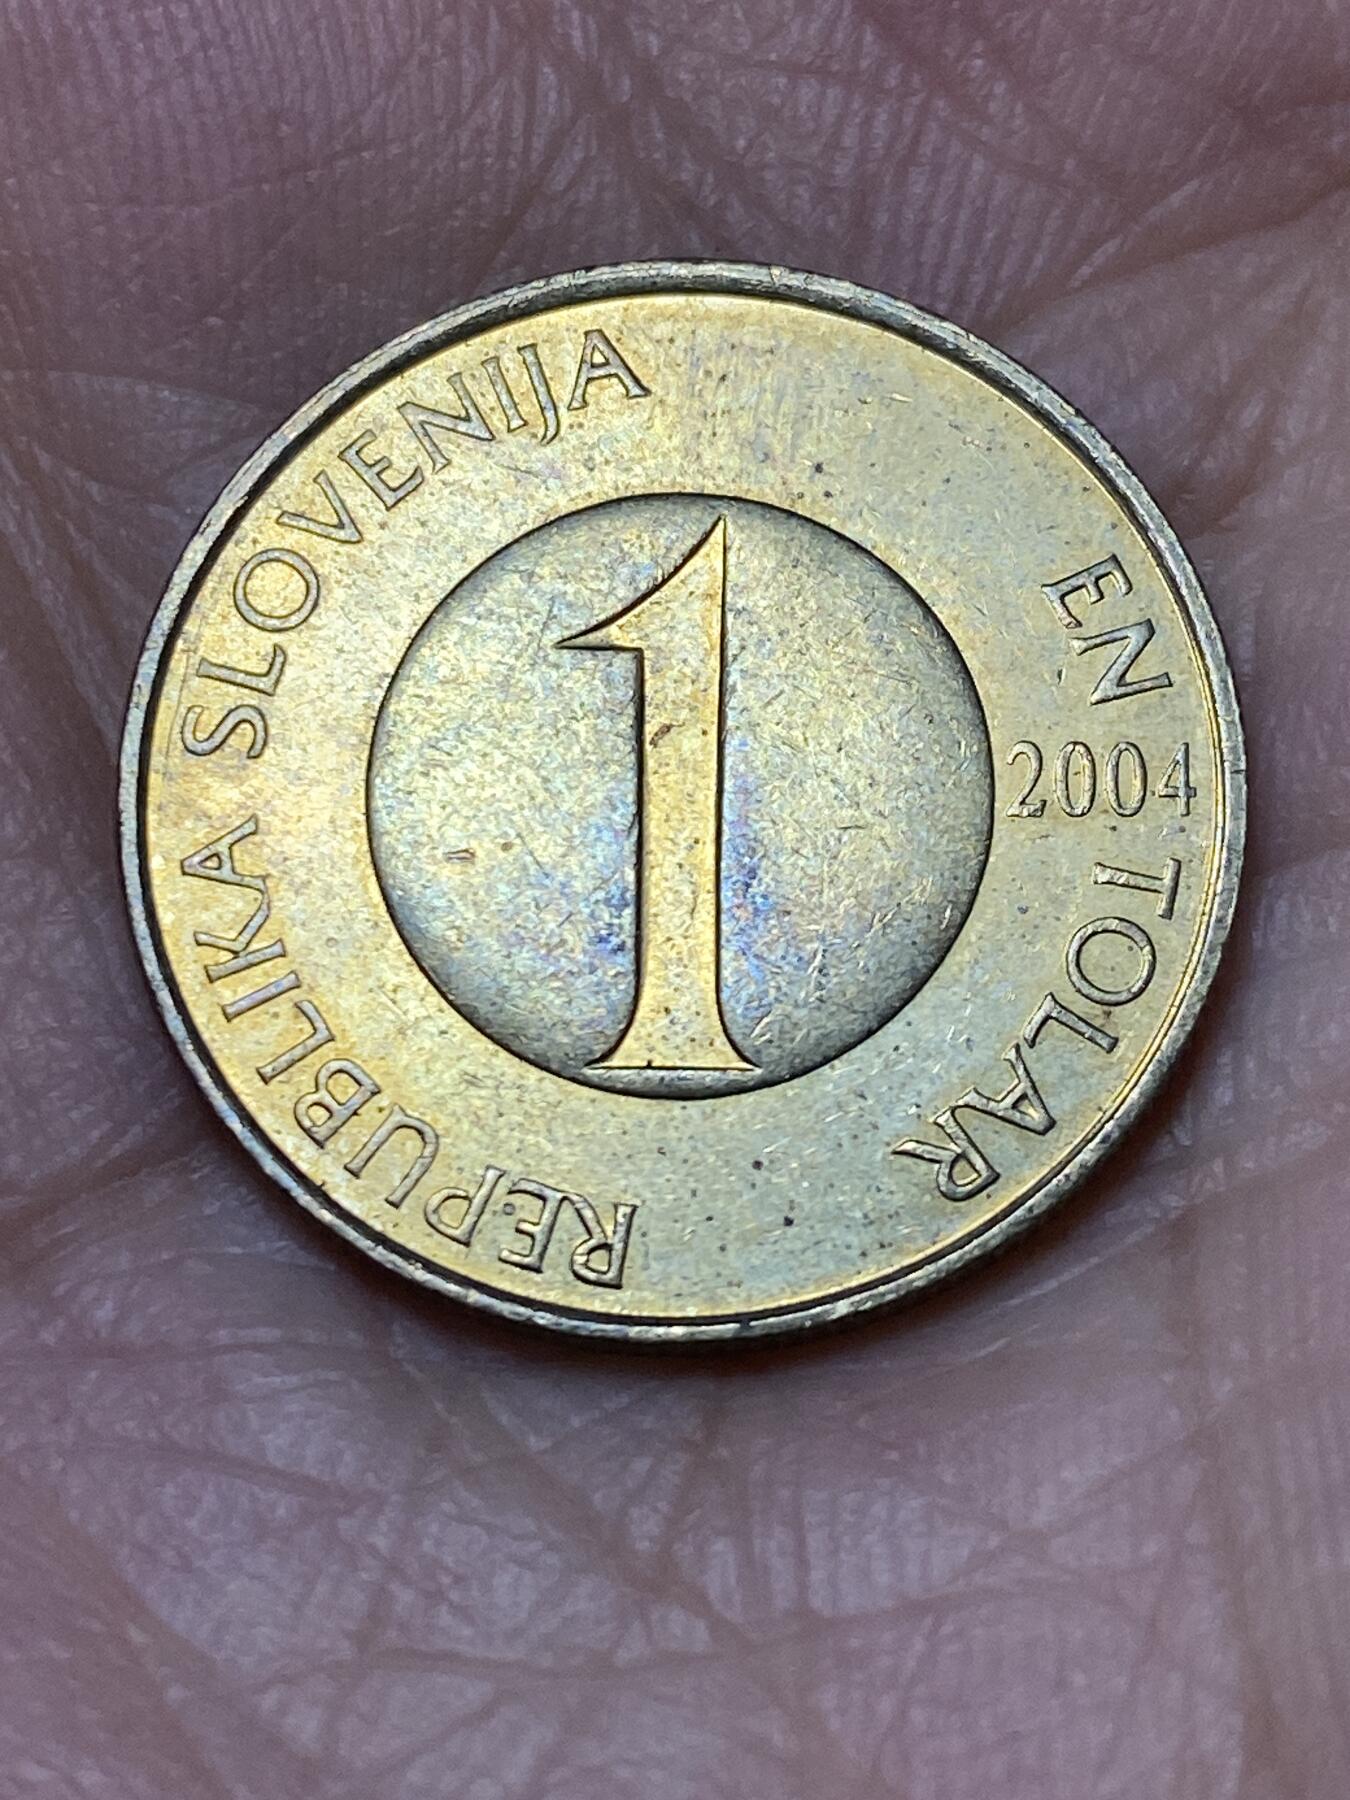 REPUBLIKA SLOVENIJA
1
EN TOLAR
2004